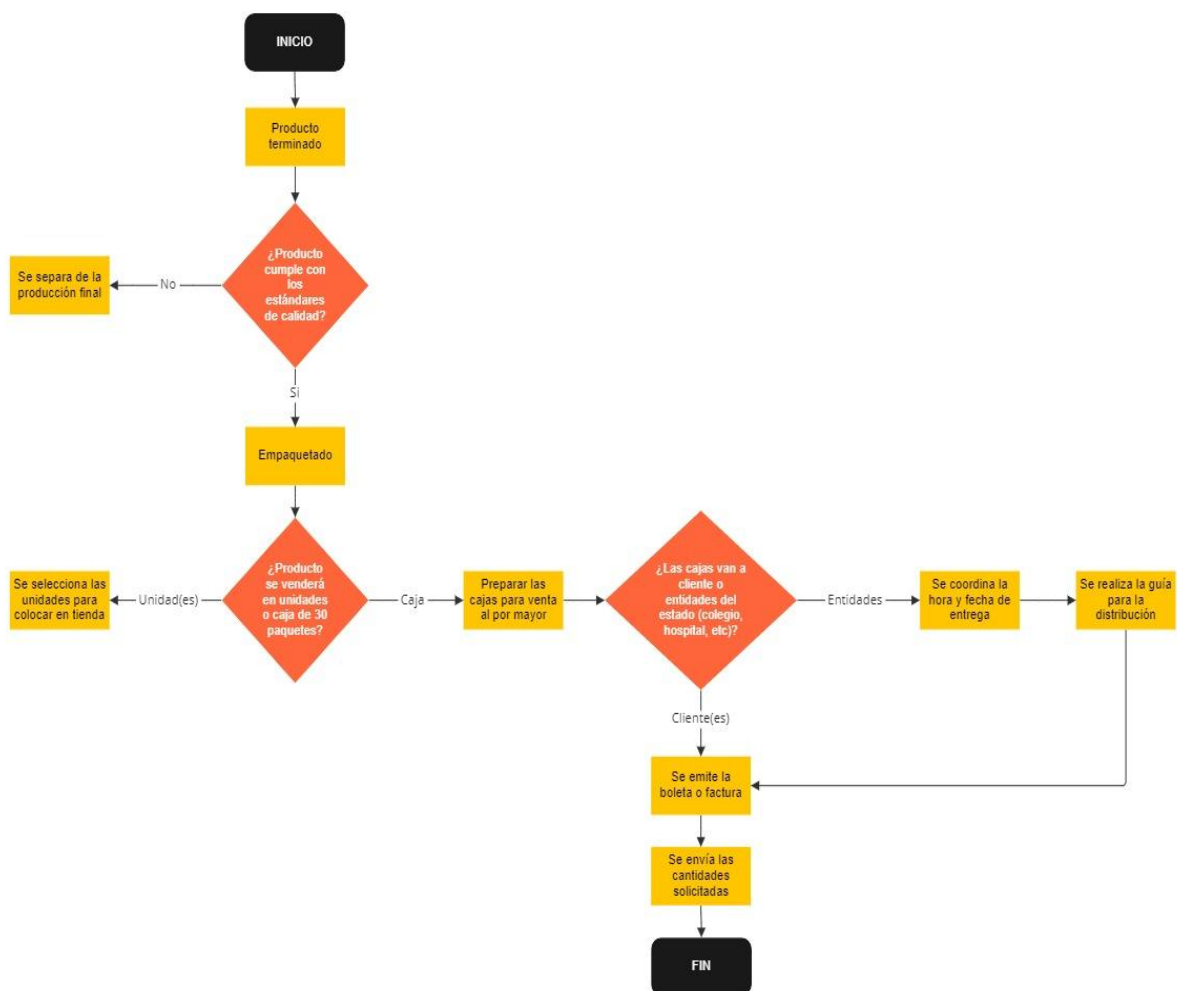 INICIO
Producto
terminado
¿Producto
cumple con
los
estándares
de calidad?
No
Se separa de la
producción final
Si
Empaquetado
¿Producto
se venderá
en unidades
o caja de 30
paquetes?
Unidad(es)
Se selecciona las
unidades para
colocar en tienda
Caja
Preparar las
cajas para venta
al por mayor
¿Las cajas van a
cliente o
entidades del
estado (colegio,
hospital, etc)?
Entidades
Se coordina la
hora y fecha de
entrega
Se realiza la guía
para la
distribución
Cliente(es)
Se emite la
boleta o factura
Se envía las
cantidades
solicitadas
FIN